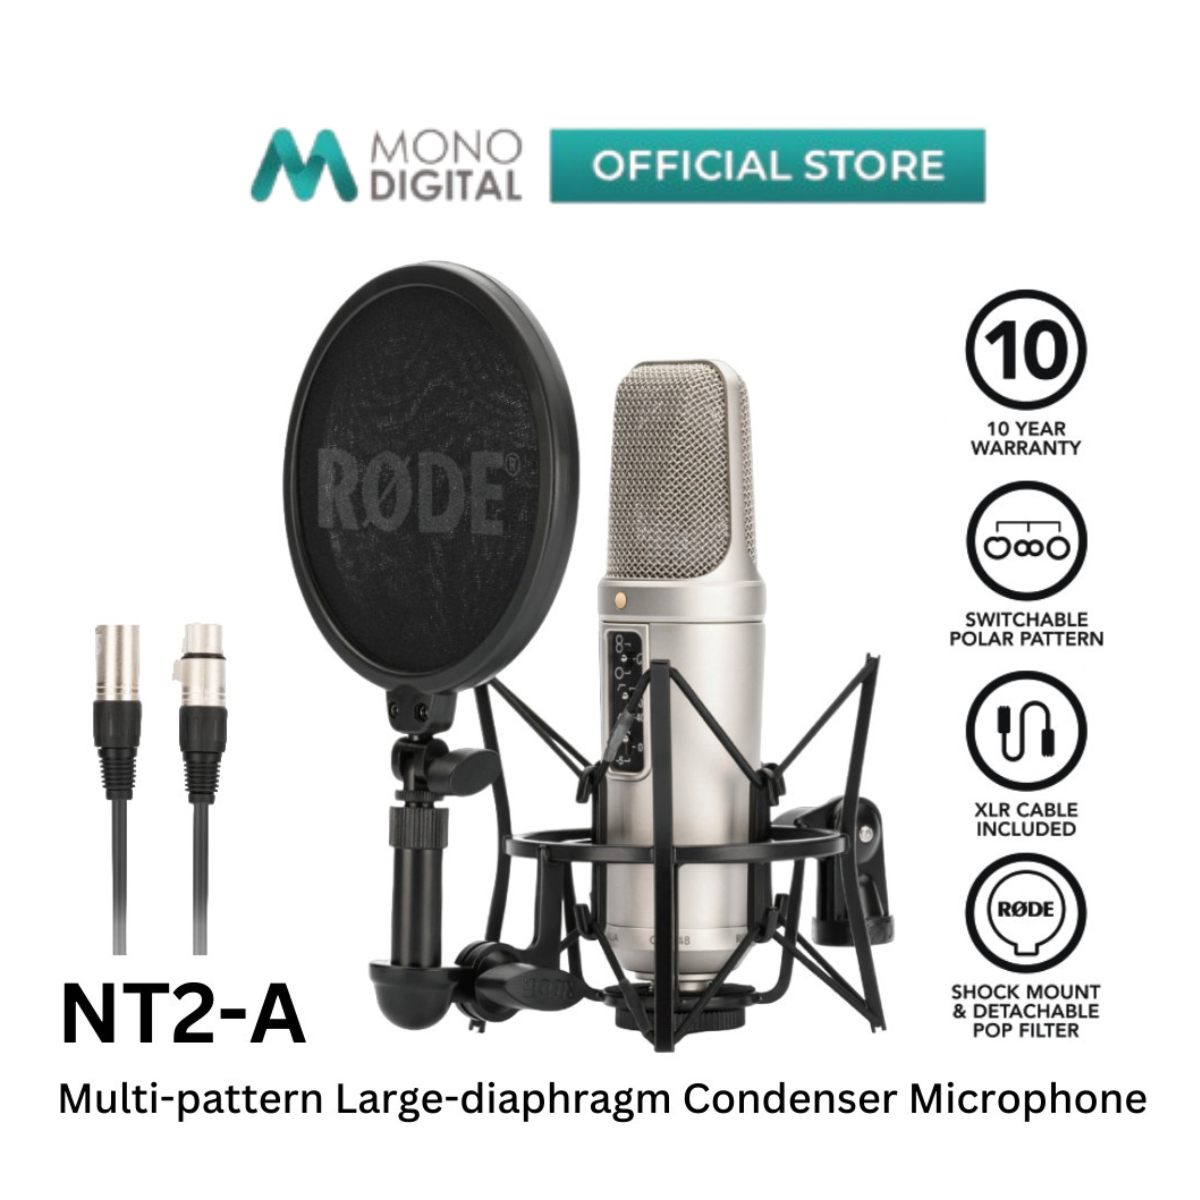 MONO
DIGITAL
OFFICIAL STORE
RØDE®
10
10 YEAR
WARRANTY
SWITCHABLE
POLAR PATTERN
XLR CABLE
INCLUDED
RØDE
SHOCK MOUNT
& DETACHABLE
POP FILTER
RØDE
NT2-A
Multi-pattern Large-diaphragm Condenser Microphone